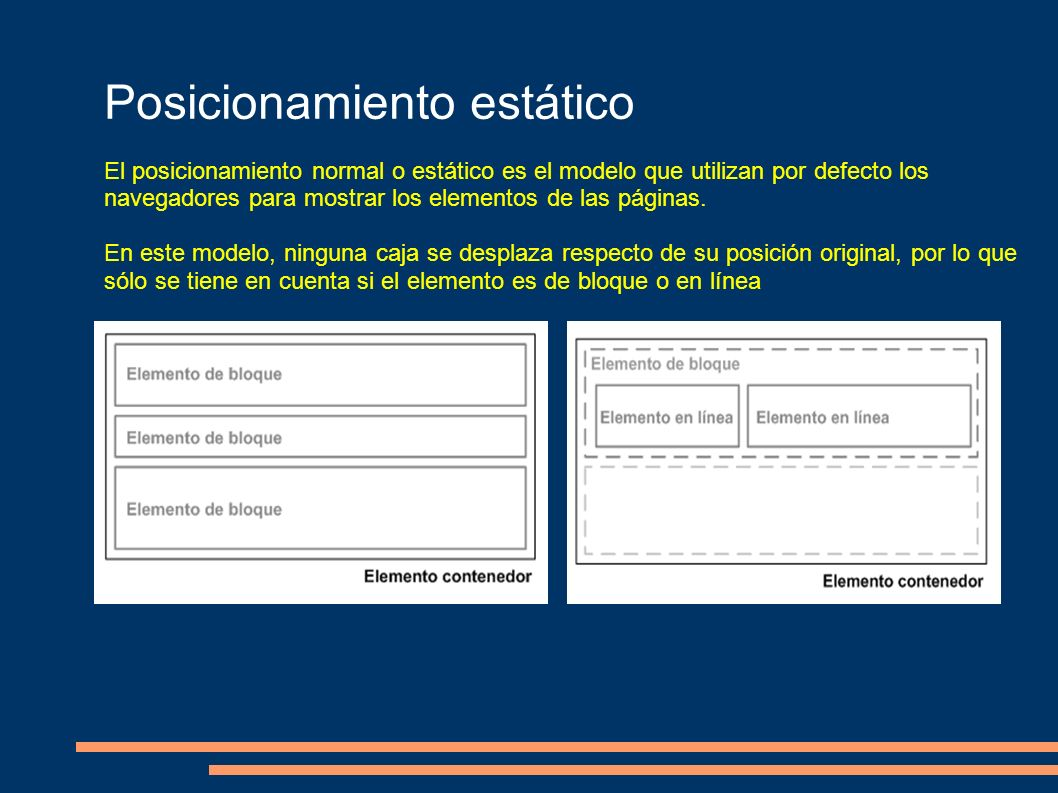 Posicionamiento estático
El posicionamiento normal o estático es el modelo que utilizan por defecto los
navegadores para mostrar los elementos de las páginas.
En este modelo, ninguna caja se desplaza respecto de su posición original, por lo que
sólo se tiene en cuenta si el elemento es de bloque o en línea
Elemento de bloque
Elemento de bloque
Elemento de bloque
Elemento contenedor
Elemento de bloque
Elemento en línea
Elemento en línea
Elemento contenedor